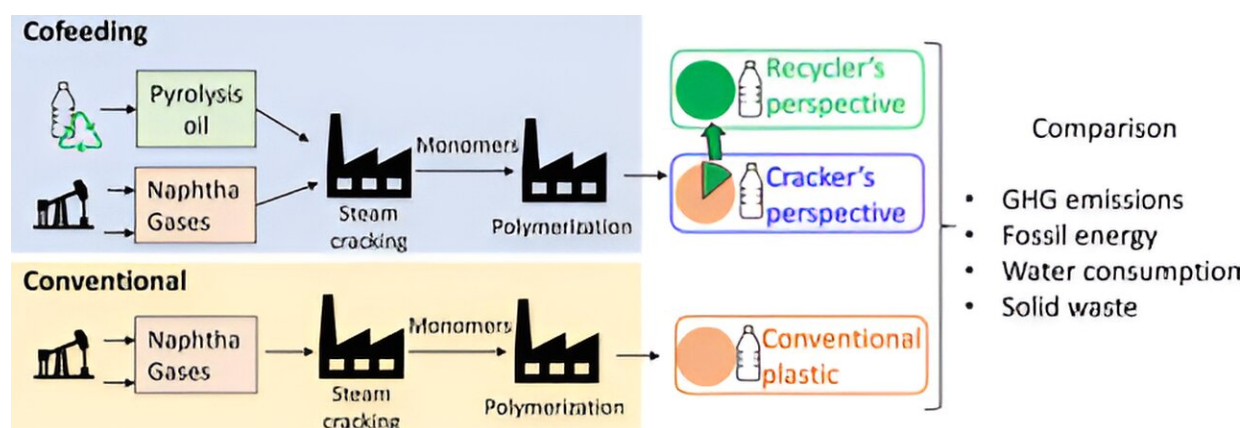 Cofeeding
Pyrolysis
oil
Naphtha
Gases
Steam
cracking
Monomers
Polymerization
Recycler's
perspective
Cracker's
perspective
Conventional
Naphtha
Gases
Steam
cracking
Monomers
Polymerization
Conventional
plastic
Comparison
• GHG emissions
• Fossil energy
• Water consumption
• Solid waste